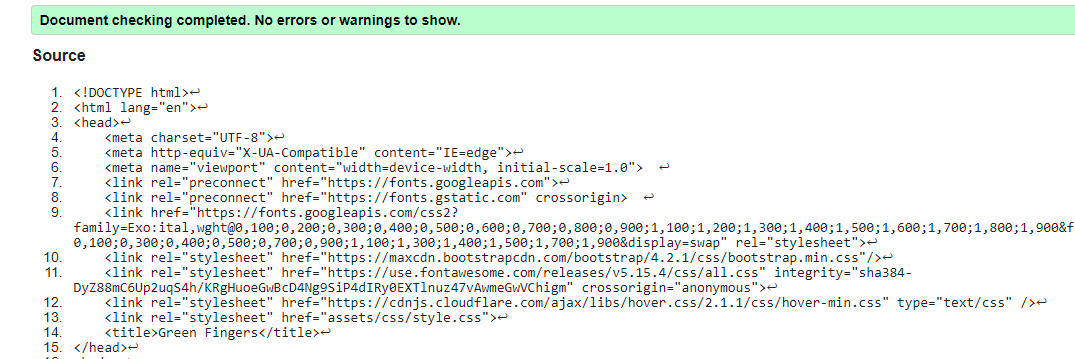 Document checking completed. No errors or warnings to show.
Source
1. <!DOCTYPE html>↩
2. <html lang="en">↩
3. <head>↩
4. <meta charset="UTF-8">↩
5. <meta http-equiv="X-UA-Compatible" content="IE=edge">↩
6. <meta name="viewport" content="width=device-width, initial-scale=1.0"> ↩
7. <link rel="preconnect" href="https://fonts.googleapis.com">↩
8. <link rel="preconnect" href="https://fonts.gstatic.com" crossorigin> ↩
9. <link href="https://fonts.googleapis.com/css2?
family=Exo:ital,wght@0,100;0,200;0,300;0,400;0,500;0,600;0,700;0,800;0,900;1,100;1,200;1,300;1,400;1,500;1,600;1,700;1,800;1,900&f
0,100;0,300;0,400;0,500;0,700;0,900;1,100;1,300;1,400;1,500;1,700;1,900&display=swap" rel="stylesheet">↩
10. <link rel="stylesheet" href="https://maxcdn.bootstrapcdn.com/bootstrap/4.2.1/css/bootstrap.min.css"/>↩
11. <link rel="stylesheet" href="https://use.fontawesome.com/releases/v5.15.4/css/all.css" integrity="sha384-
DyZ88mC6Up2uqS4h/KRgHuoeGwBcD4Ng9SiP4dIRy0EXTlnuz47vAwmeGwVChigm" crossorigin="anonymous">↩
12. <link rel="stylesheet" href="https://cdnjs.cloudflare.com/ajax/libs/hover.css/2.1.1/css/hover-min.css" type="text/css" />↩
13. <link rel="stylesheet" href="assets/css/style.css">↩
14. <title>Green Fingers</title>↩
15. </head>↩